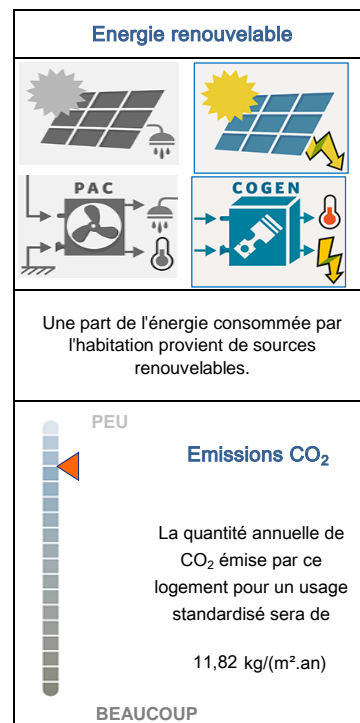 Energie renouvelable
PAC
COGEN
Une part de l'énergie consommée par
l'habitation provient de sources
renouvelables.
PEU
Emissions CO₂
La quantité annuelle de
CO₂ émise par ce
logement pour un usage
standardisé sera de
11,82 kg/(m².an)
BEAUCOUP